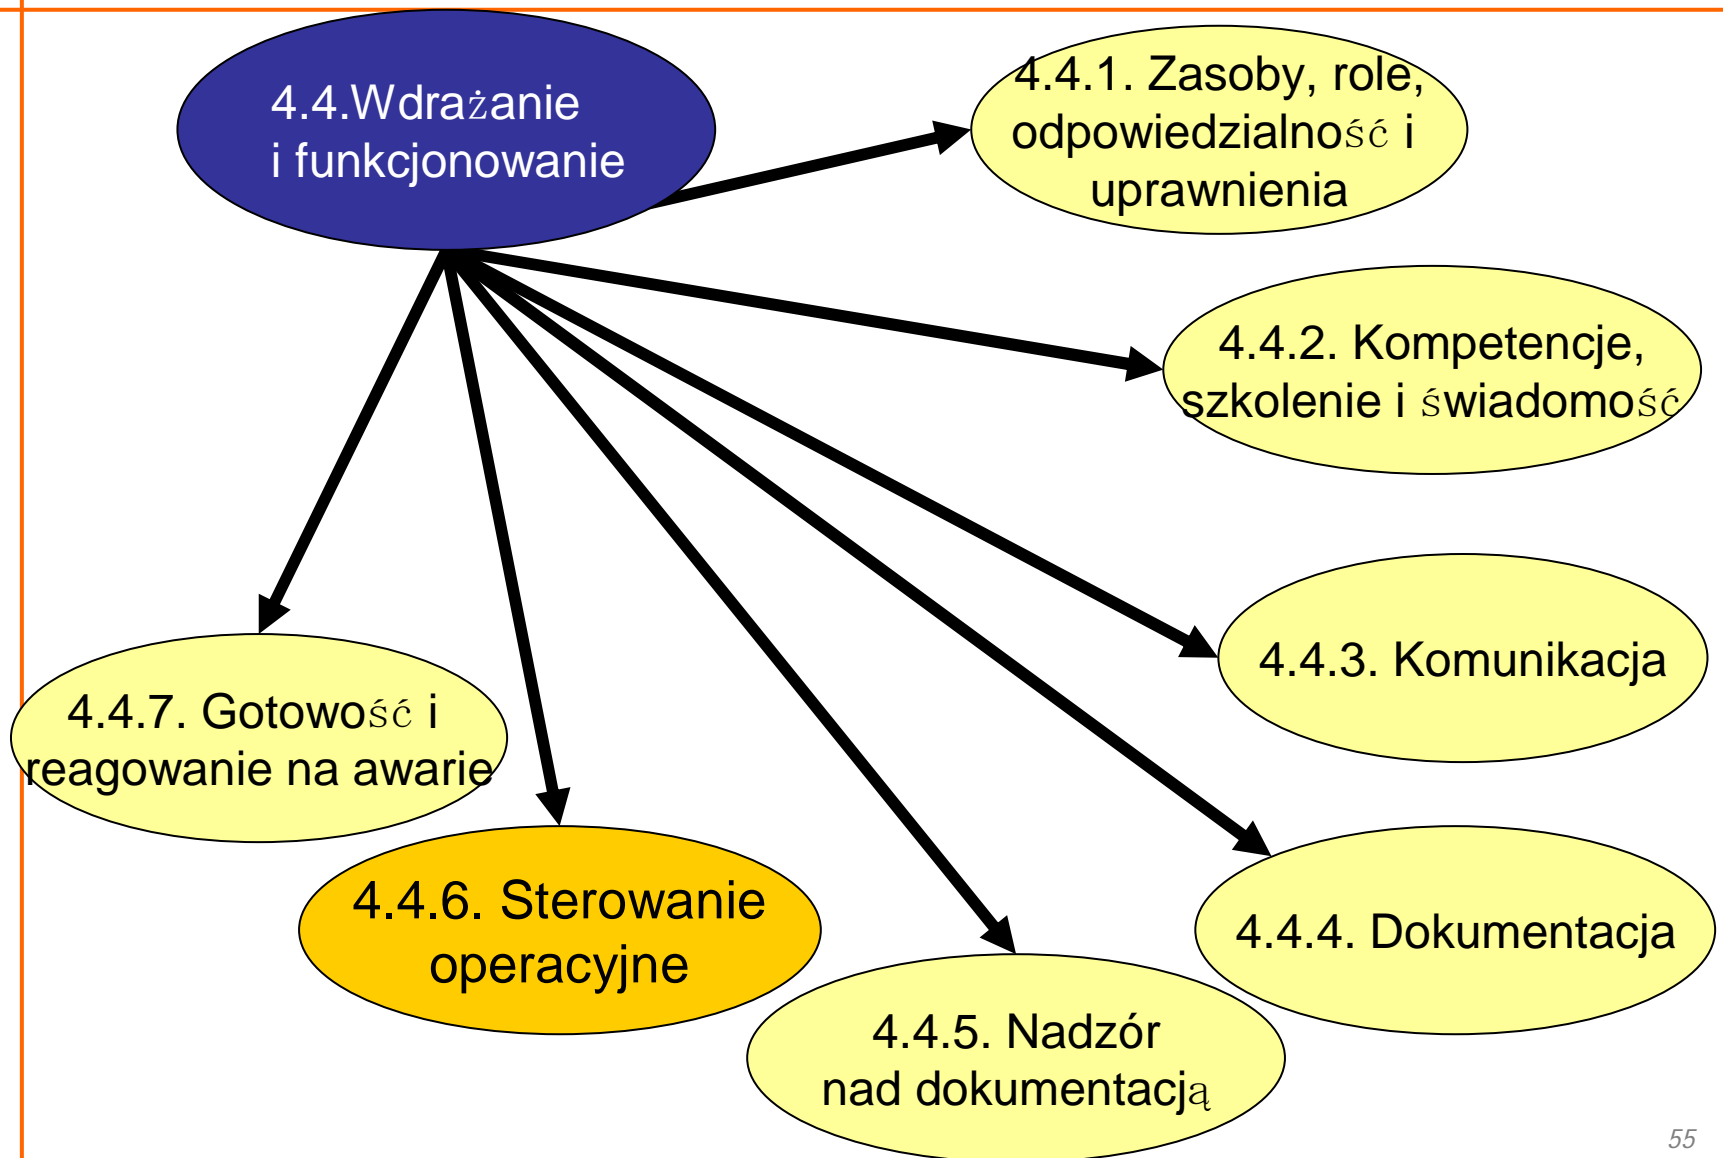 4.4.Wdrażanie
i funkcjonowanie
4.4.1. Zasoby, role,
odpowiedzialność i
uprawnienia
4.4.2. Kompetencje,
szkolenie i świadomość
4.4.3. Komunikacja
4.4.4. Dokumentacja
4.4.5. Nadzór
nad dokumentacją
4.4.6. Sterowanie
operacyjne
4.4.7. Gotowość i
reagowanie na awarie
55